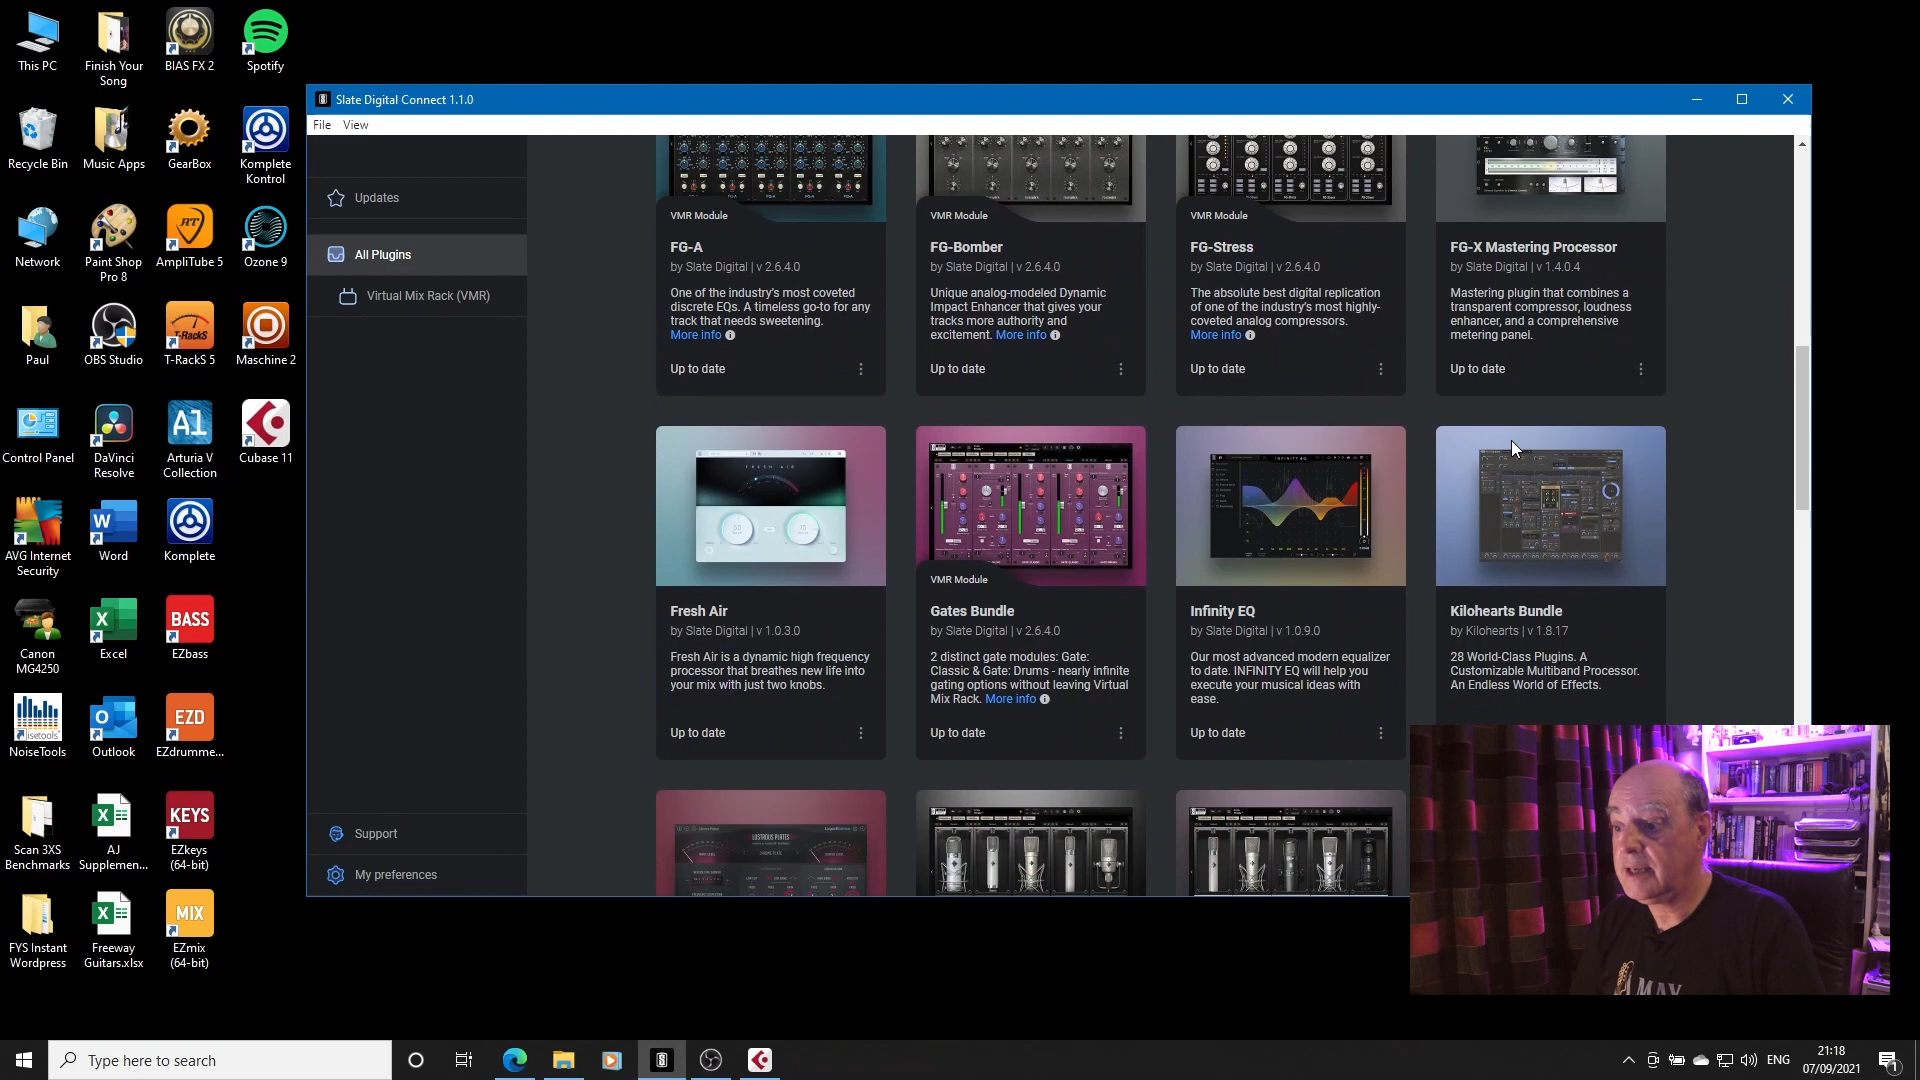 This PC
Finish Your
Song
BIAS FX 2
Spotify
Recycle Bin
Music Apps
GearBox
Komplete
Kontrol
Network
Paint Shop
Pro 8
AmpliTube 5
Ozone 9
Paul
OBS Studio
T-RackS 5
Maschine 2
Control Panel
DaVinci
Resolve
Arturia V
Collection
Cubase 11
AVG Internet
Security
Word
Komplete
Canon
MG4250
Excel
EZbass
NoiseTools
Outlook
EZdrumme...
Scan 3XS
Benchmarks
AJ
Supplemen...
EZkeys
(64-bit)
FYS Instant
Wordpress
Freeway
Guitars.xlsx
EZmix
(64-bit)
RT
T-RackS
A1
BASS
EZD
KEYS
MIX
isetools
Slate Digital Connect 1.1.0
File View
Updates
All Plugins
Virtual Mix Rack (VMR)
Support
My preferences
VMR Module
FG-A
by Slate Digital | v 2.6.4.0
One of the industry's most coveted
discrete EQs. A timeless go-to for any
track that needs sweetening.
More info
Up to date
VMR Module
FG-Bomber
by Slate Digital | v 2.6.4.0
Unique analog-modeled Dynamic
Impact Enhancer that gives your
tracks more authority and
excitement. More info
Up to date
VMR Module
FG-Stress
by Slate Digital | v 2.6.4.0
The absolute best digital replication
of one of the industry's most highly-
coveted analog compressors.
More info
Up to date
FG-X Mastering Processor
by Slate Digital | v 1.4.0.4
Mastering plugin that combines a
transparent compressor, loudness
enhancer, and a comprehensive
metering panel.
Up to date
FRESH AIR
Fresh Air
by Slate Digital | v 1.0.3.0
Fresh Air is a dynamic high frequency
processor that breathes new life into
your mix with just two knobs.
Up to date
VMR Module
Gates Bundle
by Slate Digital | v 2.6.4.0
2 distinct gate modules: Gate:
Classic & Gate: Drums - nearly infinite
gating options without leaving Virtual
Mix Rack. More info
Up to date
INFINITY EQ
Infinity EQ
by Slate Digital | v 1.0.9.0
Our most advanced modern equalizer
to date. INFINITY EQ will help you
execute your musical ideas with
ease.
Up to date
Kilohearts Bundle
by Kilohearts | v 1.8.17
28 World-Class Plugins. A
Customizable Multiband Processor.
An Endless World of Effects.
LUSTROUS PLATES
MAY
Type here to search
ENG
21:18
07/09/2021
1